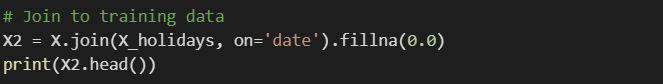 # Join to training data
X2 = X.join(X_holidays, on='date').fillna(0.0)
print(X2.head())